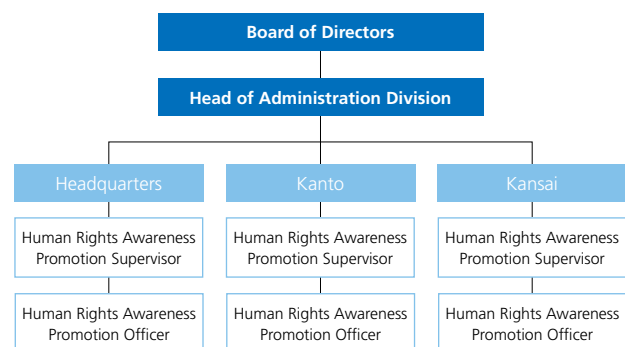 Board of Directors
Head of Administration Division
Headquarters
Kanto
Kansai
Human Rights Awareness
Promotion Supervisor
Human Rights Awareness
Promotion Supervisor
Human Rights Awareness
Promotion Supervisor
Human Rights Awareness
Promotion Officer
Human Rights Awareness
Promotion Officer
Human Rights Awareness
Promotion Officer